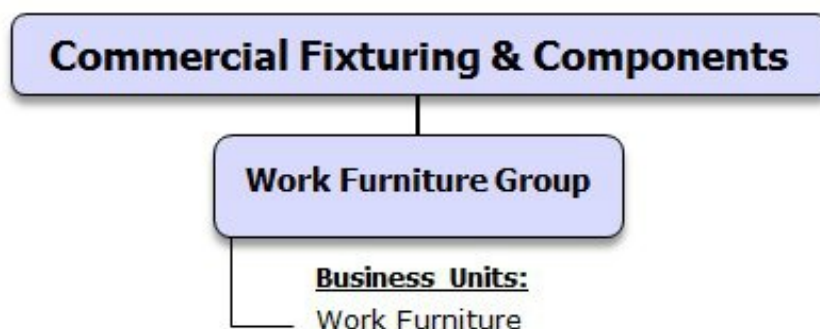 Commercial Fixturing & Components
Work Furniture Group
Business Units:
Work Furniture